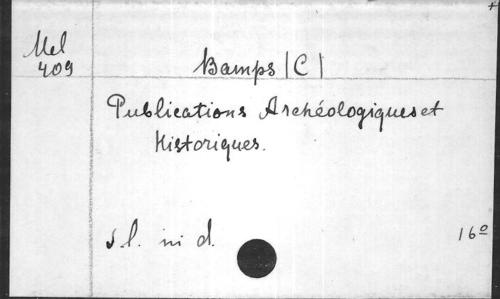 Mel
409
Bamps (C)
Publications Archéologiques et
Historiques.
s.l. ni d.
16º